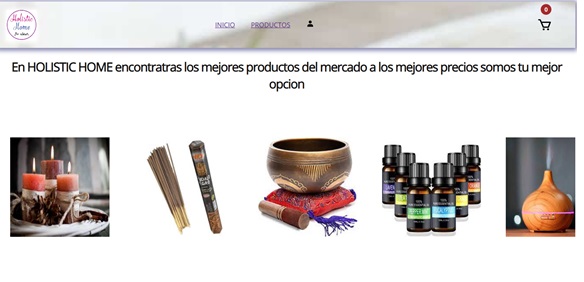 Holistic
Home
INICIO PRODUCTOS
0
En HOLISTIC HOME encontratras los mejores productos del mercado a los mejores precios somos tu mejor
opcion